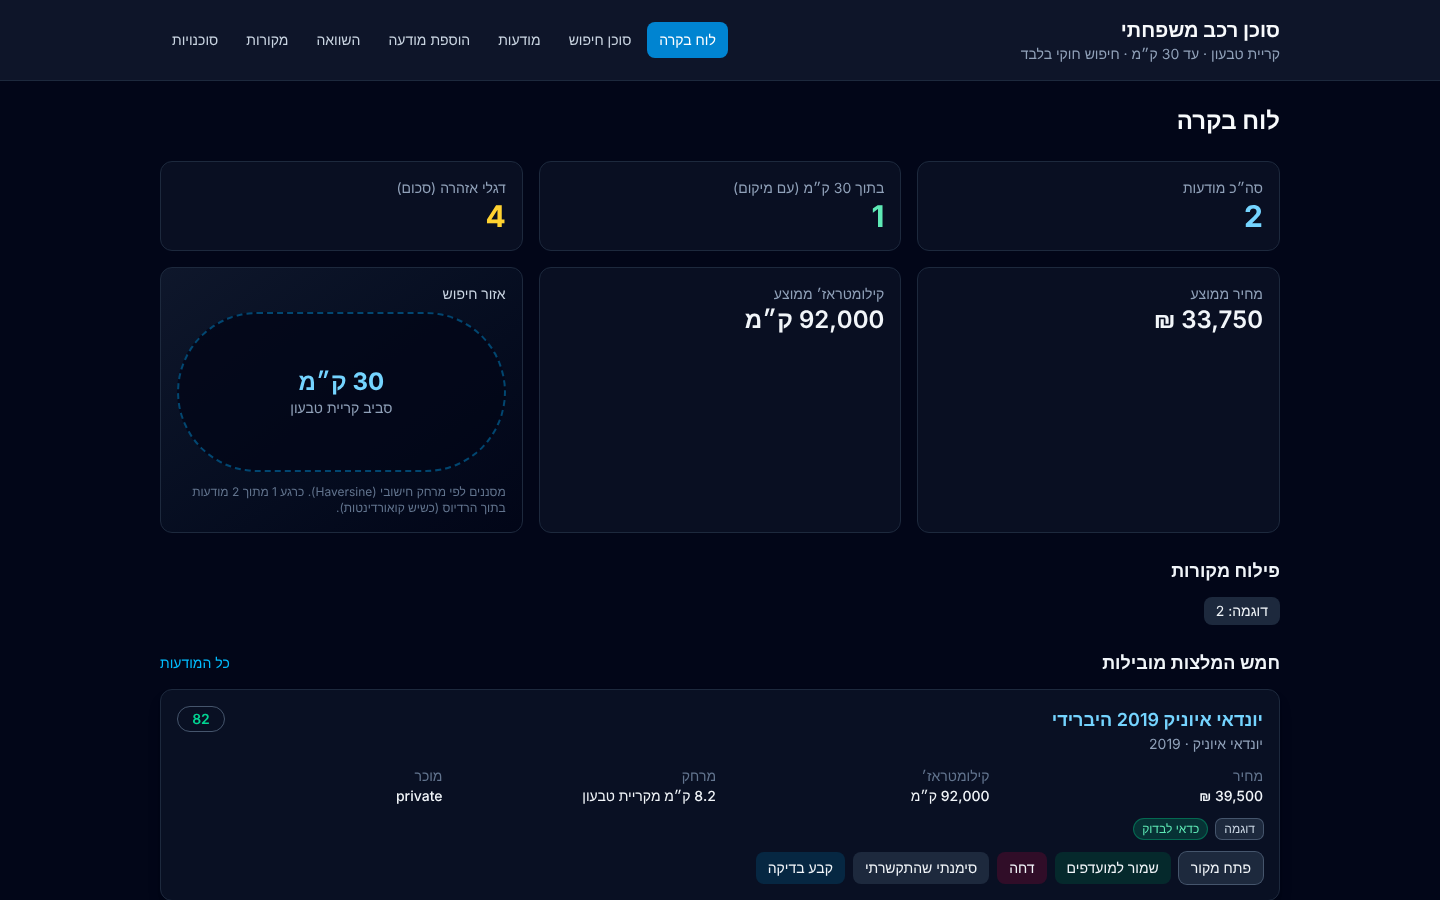 סוכן רכב משפחתי
קריית טבעון · עד 30 ק״מ · חיפוש חוקי בלבד
לוח בקרה
סוכן חיפוש
מודעות
הוספת מודעה
השוואה
מקורות
סוכנויות
לוח בקרה
סה״כ מודעות
2
בתוך 30 ק״מ (עם מיקום)
1
דגלי אזהרה (סכום)
4
מחיר ממוצע
33,750 ₪
קילומטראז׳ ממוצע
92,000 ק״מ
אזור חיפוש
30 ק״מ
סביב קריית טבעון
מסננים לפי מרחק חישובי (Haversine). כרגע 1 מתוך 2 מודעות
בתוך הרדיוס (כשיש קואורדינטות).
פילוח מקורות
דוגמה: 2
חמש המלצות מובילות
כל המודעות
יונדאי איוניק 2019 היברידי
82
יונדאי איוניק · 2019
מחיר
39,500 ₪
קילומטראז׳
92,000 ק״מ
מרחק
8.2 ק״מ מקריית טבעון
מוכר
private
דוגמה
כדאי לבדוק
פתח מקור
שמור למועדפים
דחה
סימנתי שהתקשרתי
קבע בדיקה